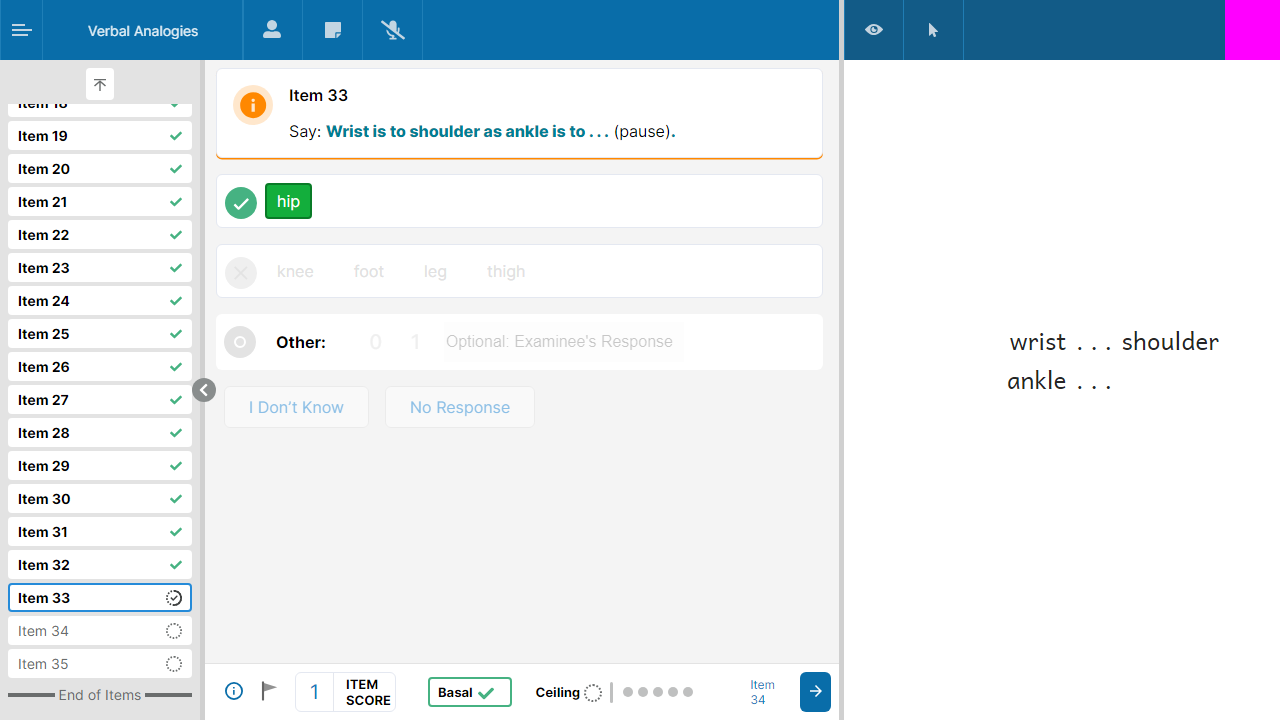 Verbal Analogies
Item 18
Item 19
Item 20
Item 21
Item 22
Item 23
Item 24
Item 25
Item 26
Item 27
Item 28
Item 29
Item 30
Item 31
Item 32
Item 33
Item 34
Item 35
End of Items
Item 33
Say: Wrist is to shoulder as ankle is to . . . (pause).
hip
knee foot leg thigh
Other: 0 1 Optional: Examinee's Response
I Don't Know No Response
1 ITEM SCORE
Basal
Ceiling
Item 34
wrist . . . shoulder
ankle . . .